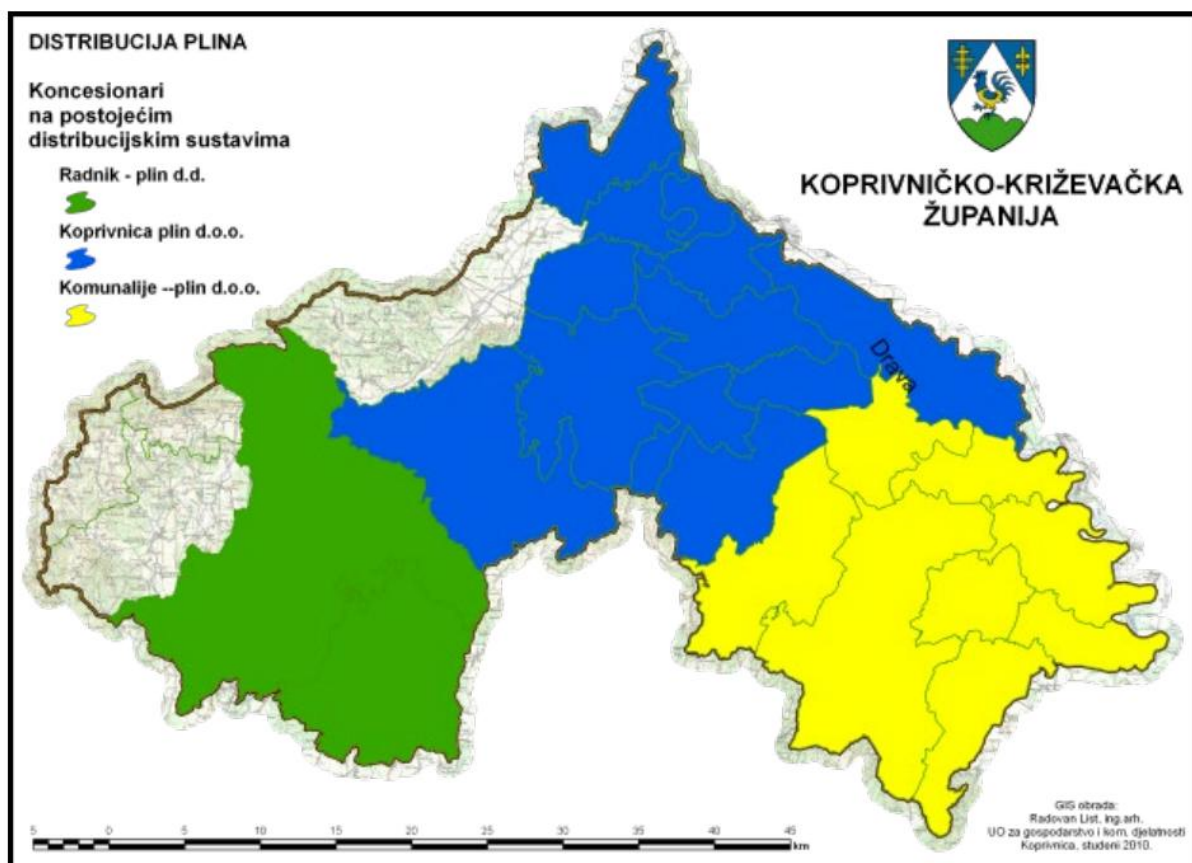 DISTRIBUCIJA PLINA
Koncesionari
na postojećim
distribucijskim sustavima
Radnik - plin d.d.
Koprivnica plin d.o.o.
Komunalije --plin d.o.o.
KOPRIVNIČKO-KRIŽEVAČKA
ŽUPANIJA
Drava
GIS obrada:
Radovan List, ing.arh.
UO za gospodarstvo i kom. djelatnosti
Koprivnica, studeni 2010.
5 0 5 10 15 20 25 30 35 40 45
km